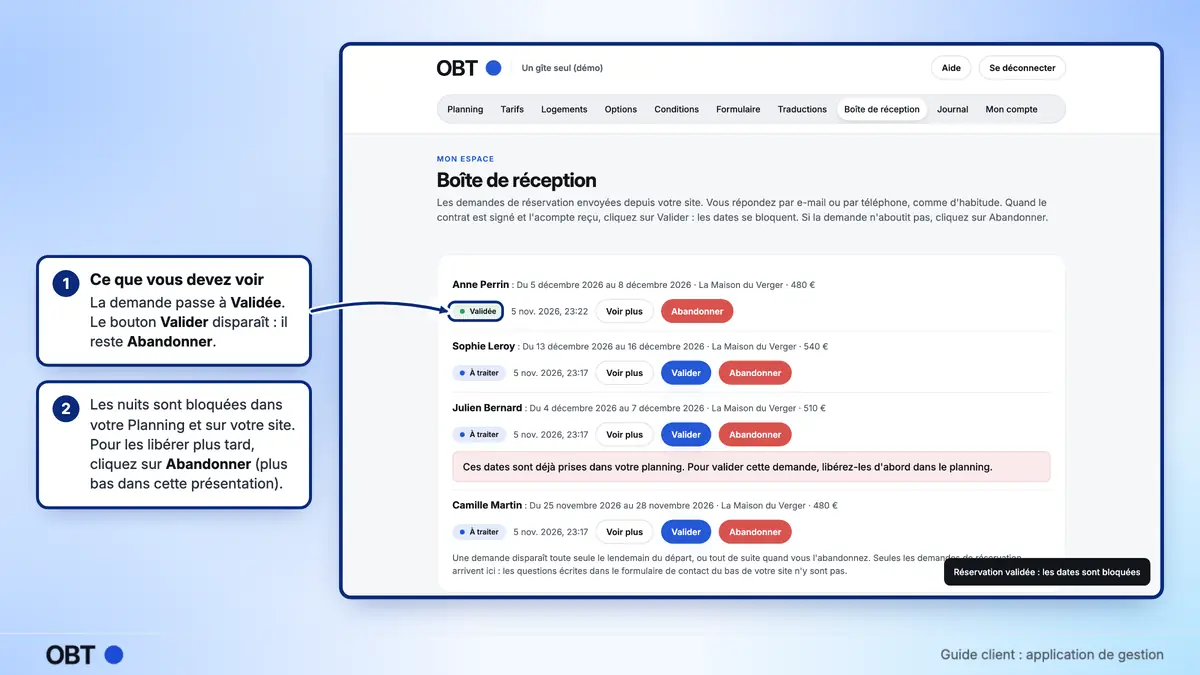 OBT
Un gîte seul (démo)
Aide
Se déconnecter
Planning
Tarifs
Logements
Options
Conditions
Formulaire
Traductions
Boîte de réception
Journal
Mon compte
MON ESPACE
Boîte de réception
Les demandes de réservation envoyées depuis votre site. Vous répondez par e-mail ou par téléphone, comme d'habitude. Quand le
contrat est signé et l'acompte reçu, cliquez sur Valider : les dates se bloquent. Si la demande n'aboutit pas, cliquez sur Abandonner.
1
Ce que vous devez voir
La demande passe à Validée.
Le bouton Valider disparaît : il
reste Abandonner.
2
Les nuits sont bloquées dans
votre Planning et sur votre site.
Pour les libérer plus tard,
cliquez sur Abandonner (plus
bas dans cette présentation).
Anne Perrin : Du 5 décembre 2026 au 8 décembre 2026 · La Maison du Verger · 480 €
Validée
5 nov. 2026, 23:22
Voir plus
Abandonner
Sophie Leroy : Du 13 décembre 2026 au 16 décembre 2026 · La Maison du Verger · 540 €
À traiter
5 nov. 2026, 23:17
Voir plus
Valider
Abandonner
Julien Bernard : Du 4 décembre 2026 au 7 décembre 2026 · La Maison du Verger · 510 €
À traiter
5 nov. 2026, 23:17
Voir plus
Valider
Abandonner
Ces dates sont déjà prises dans votre planning. Pour valider cette demande, libérez-les d'abord dans le planning.
Camille Martin : Du 25 novembre 2026 au 28 novembre 2026 · La Maison du Verger · 480 €
À traiter
5 nov. 2026, 23:17
Voir plus
Valider
Abandonner
Une demande disparaît toute seule le lendemain du départ, ou tout de suite quand vous l'abandonnez. Seules les demandes de réservation
arrivent ici : les questions écrites dans le formulaire de contact du bas de votre site n'y sont pas.
Réservation validée : les dates sont bloquées
OBT
Guide client : application de gestion